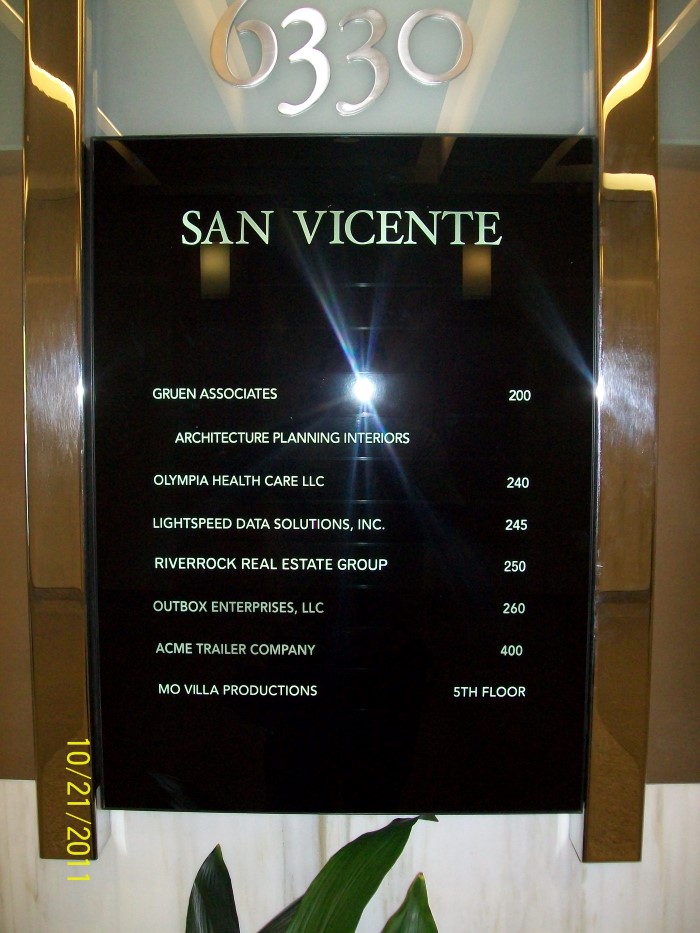 6330
SAN VICENTE
GRUEN ASSOCIATES 200
ARCHITECTURE PLANNING INTERIORS
OLYMPIA HEALTH CARE LLC 240
LIGHTSPEED DATA SOLUTIONS, INC. 245
RIVERROCK REAL ESTATE GROUP 250
OUTBOX ENTERPRISES, LLC 260
ACME TRAILER COMPANY 400
MO VILLA PRODUCTIONS 5TH FLOOR
10/21/2011